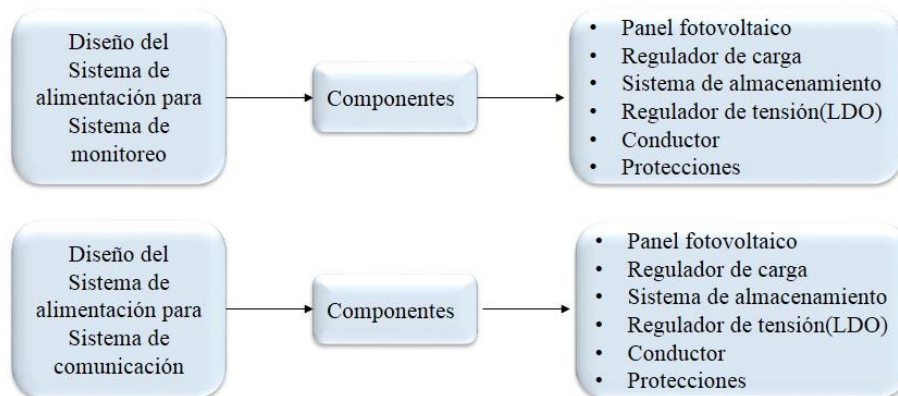 Diseño del
Sistema de
alimentación para
Sistema de
monitoreo
Componentes
• Panel fotovoltaico
• Regulador de carga
• Sistema de almacenamiento
• Regulador de tensión(LDO)
• Conductor
• Protecciones
Diseño del
Sistema de
alimentación para
Sistema de
comunicación
Componentes
• Panel fotovoltaico
• Regulador de carga
• Sistema de almacenamiento
• Regulador de tensión(LDO)
• Conductor
• Protecciones